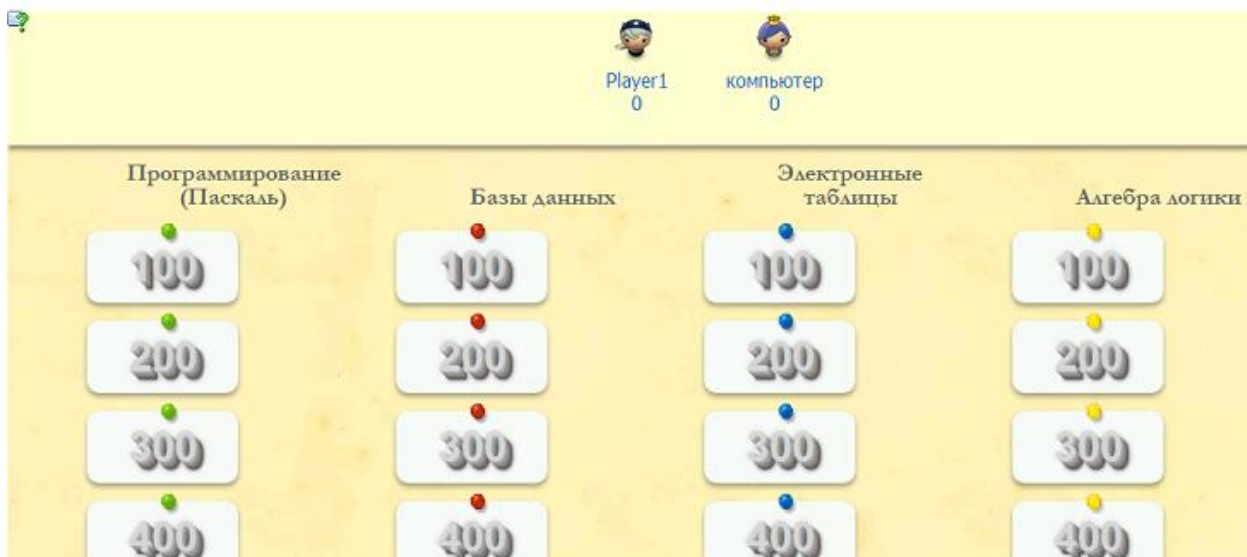 Player1
компьютер
0
0
Программирование
(Паскаль)
Базы данных
Электронные
таблицы
Алгебра логики
100
100
100
100
200
200
200
200
300
300
300
300
400
400
400
400